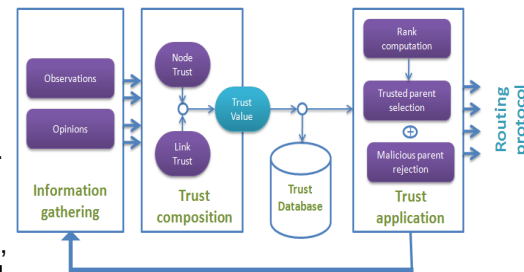 Observations
Opinions
Information
gathering
Node
Trust
Link
Trust
Trust
composition
Trust
Value
Trust
Database
Rank
computation
Trusted parent
selection
Malicious parent
rejection
Trust
application
Routing
protocol